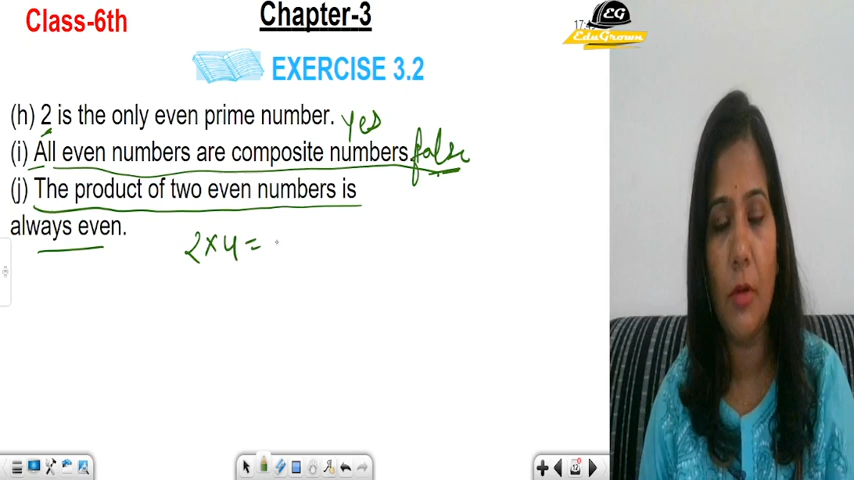 Class-6th
Chapter-3
EG
EduGrown
EXERCISE 3.2
(h) 2 is the only even prime number. yes
(i) All even numbers are composite numbers false
(j) The product of two even numbers is
always even.
2×4=